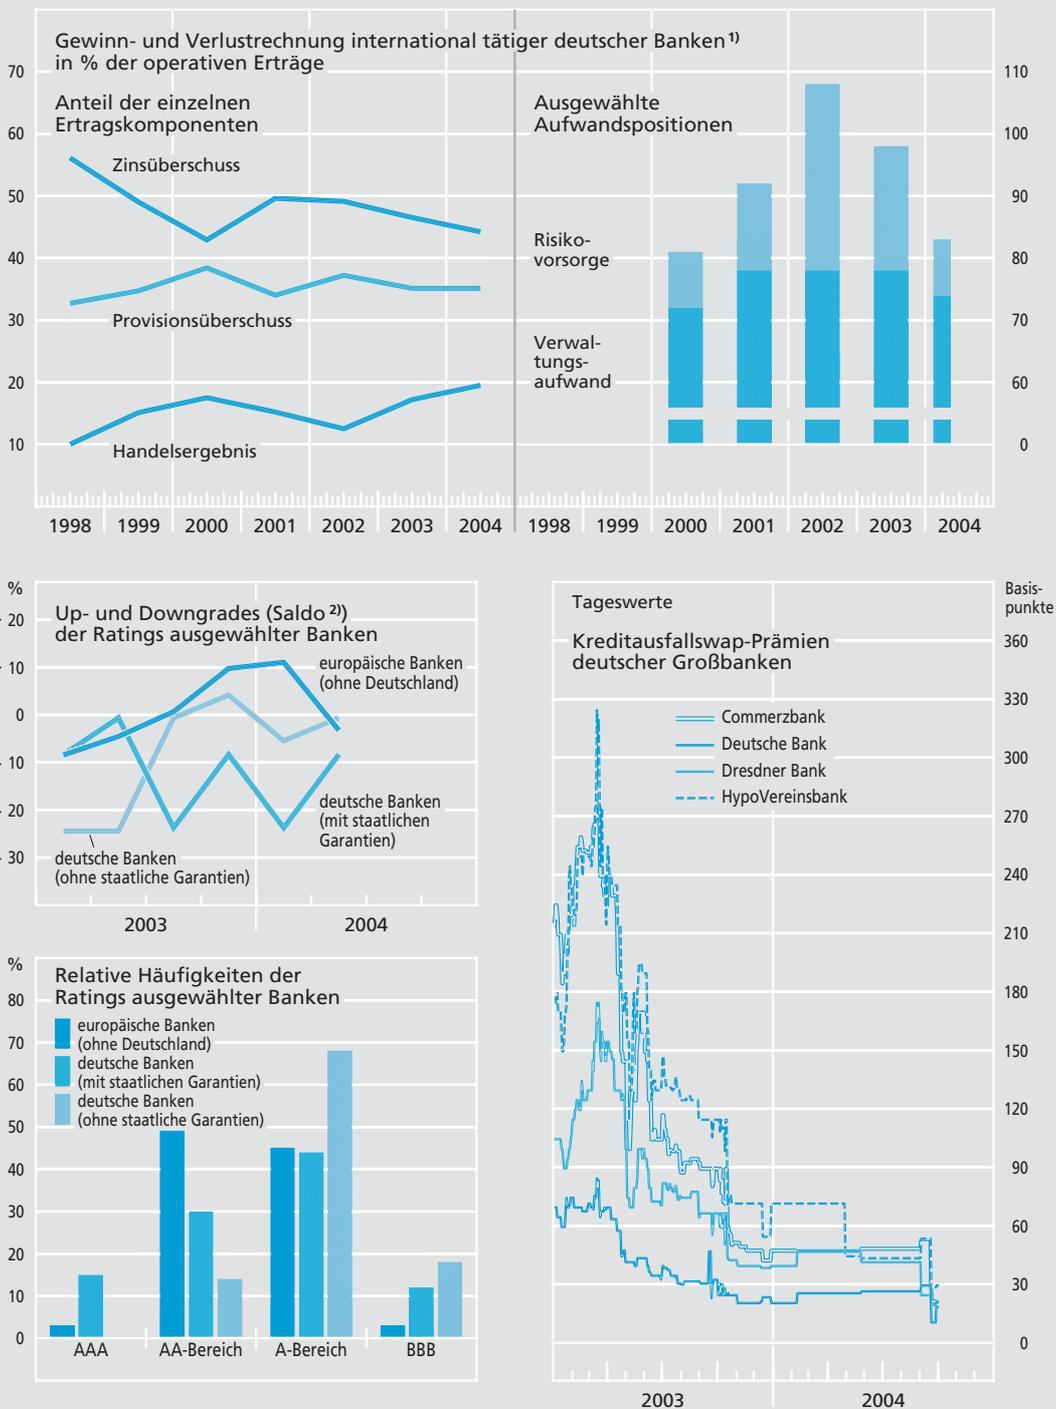 Gewinn- und Verlustrechnung international tätiger deutscher Banken 1)
in % der operativen Erträge
70
60
50
40
30
20
10
Anteil der einzelnen
Ertragskomponenten
Zinsüberschuss
Provisionsüberschuss
Handelsergebnis
1998 1999 2000 2001 2002 2003 2004
Ausgewählte
Aufwandspositionen
Risiko-
vorsorge
Verwal-
tungs-
aufwand
110
100
90
80
70
60
0
1998 1999 2000 2001 2002 2003 2004
%
Up- und Downgrades (Saldo 2))
der Ratings ausgewählter Banken
20
10
0
10
20
30
europäische Banken
(ohne Deutschland)
deutsche Banken
(mit staatlichen
Garantien)
deutsche Banken
(ohne staatliche Garantien)
2003 2004
%
Relative Häufigkeiten der
Ratings ausgewählter Banken
80
70
60
50
40
30
20
10
0
europäische Banken
(ohne Deutschland)
deutsche Banken
(mit staatlichen Garantien)
deutsche Banken
(ohne staatliche Garantien)
AAA AA-Bereich A-Bereich BBB
Tageswerte
Kreditausfallswap-Prämien
deutscher Großbanken
Commerzbank
Deutsche Bank
Dresdner Bank
HypoVereinsbank
Basis-
punkte
360
330
300
270
240
210
180
150
120
90
60
30
0
2003 2004